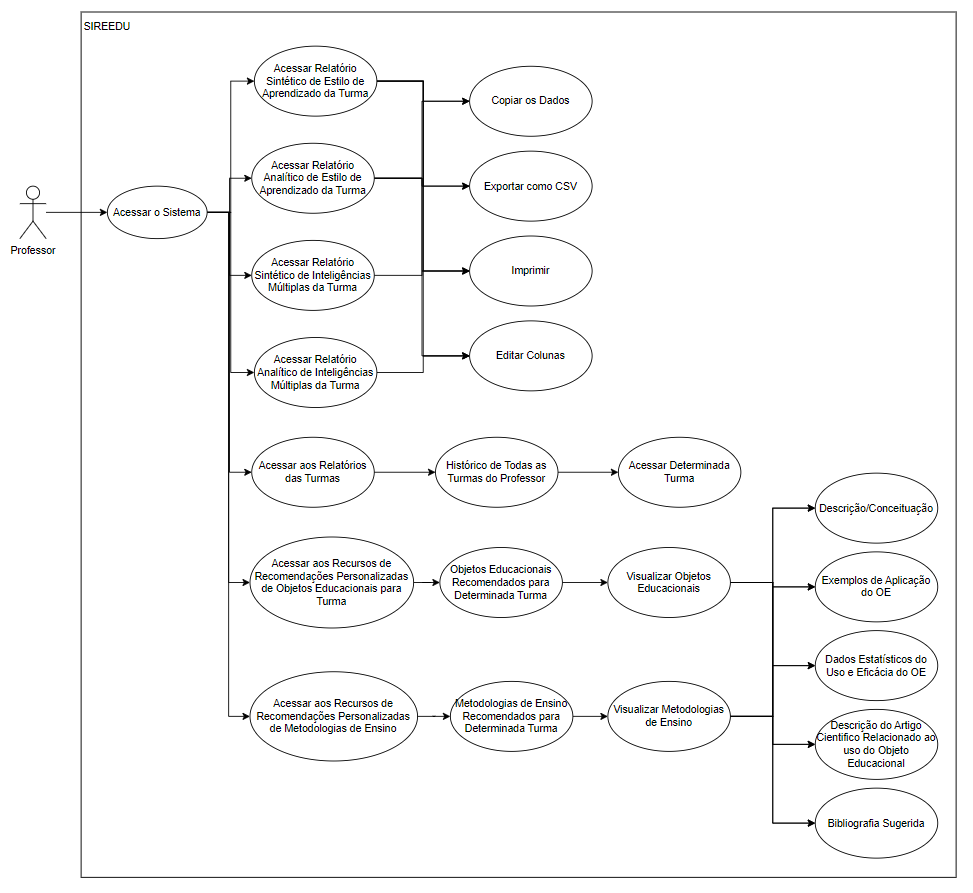 SIREEDU
Professor
Acessar o Sistema
Acessar Relatório
Sintético de Estilo de
Aprendizado da Turma
Acessar Relatório
Analítico de Estilo de
Aprendizado da Turma
Acessar Relatório
Sintético de Inteligências
Múltiplas da Turma
Acessar Relatório
Analítico de Inteligências
Múltiplas da Turma
Copiar os Dados
Exportar como CSV
Imprimir
Editar Colunas
Acessar aos Relatórios
das Turmas
Histórico de Todas as
Turmas do Professor
Acessar Determinada
Turma
Acessar aos Recursos de
Recomendações Personalizadas
de Objetos Educacionais para
Turma
Objetos Educacionais
Recomendados para
Determinada Turma
Visualizar Objetos
Educacionais
Acessar aos Recursos de
Recomendações Personalizadas
de Metodologias de Ensino
Metodologias de Ensino
Recomendados para
Determinada Turma
Visualizar Metodologias
de Ensino
Descrição/Conceituação
Exemplos de Aplicação
do OE
Dados Estatísticos do
Uso e Eficácia do OE
Descrição do Artigo
Cientifico Relacionado ao
uso do Objeto
Educacional
Bibliografia Sugerida